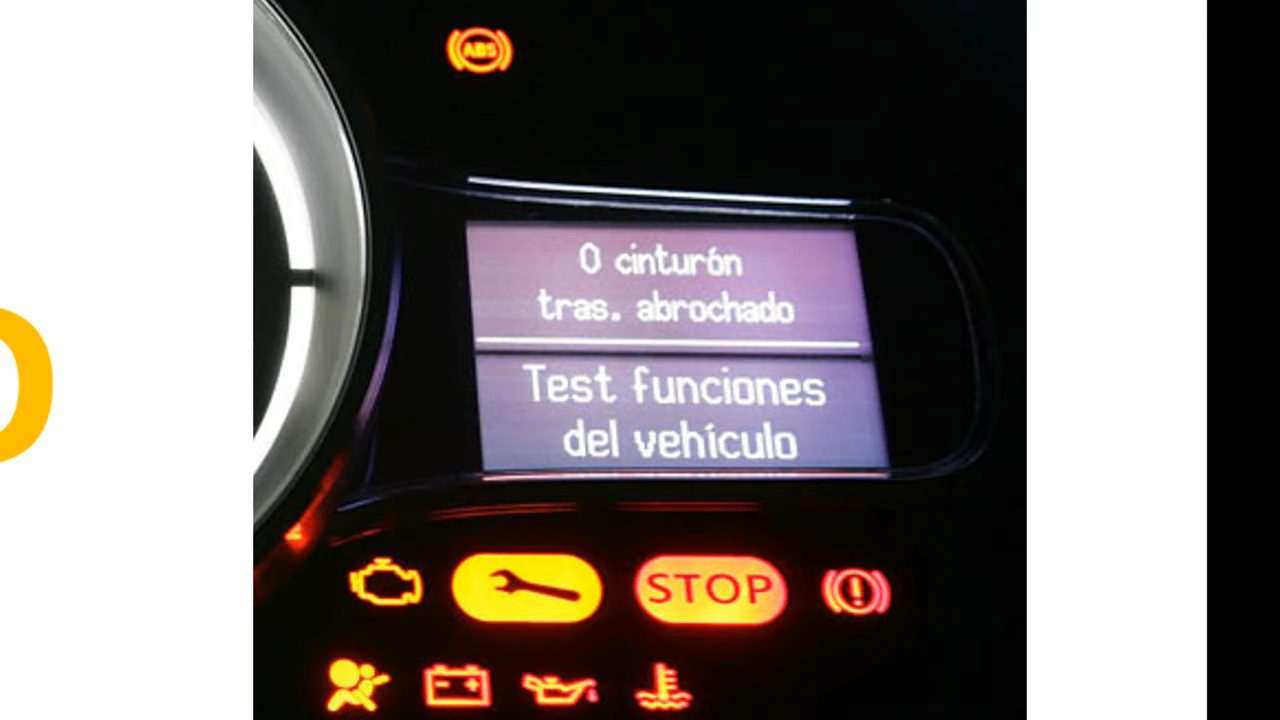 ABS
0 cinturón
tras. abrochado
Test funciones
del vehículo
STOP